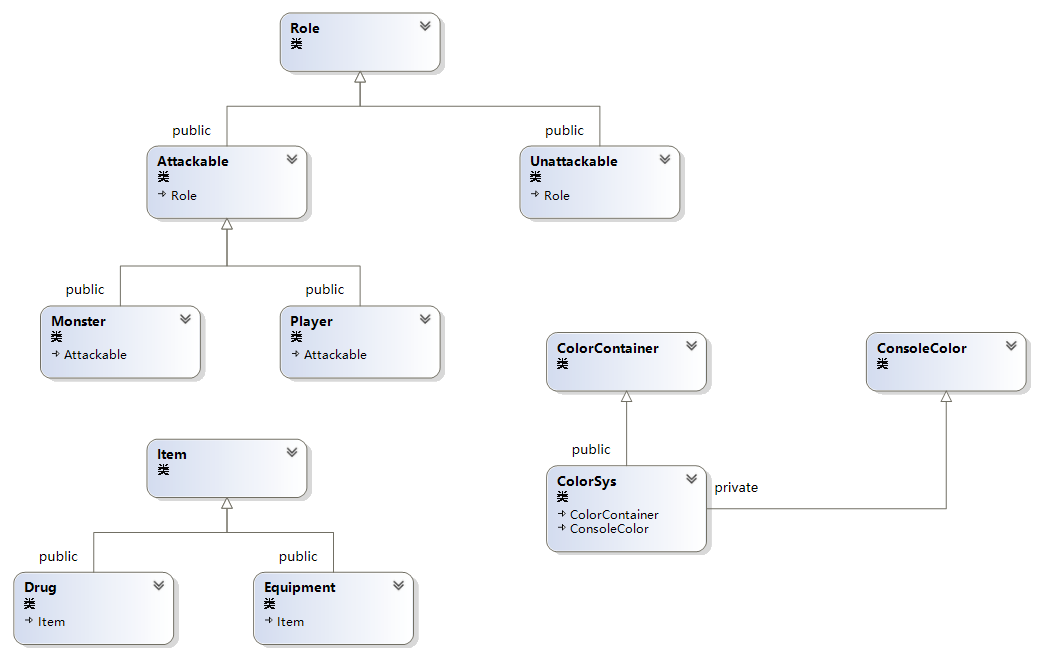 Role
类
public
public
Attackable
类
Role
Unattackable
类
Role
public
public
Monster
类
Attackable
Player
类
Attackable
ColorContainer
类
ConsoleColor
类
public
ColorSys
类
ColorContainer
ConsoleColor
private
Item
类
public
public
Drug
类
Item
Equipment
类
Item